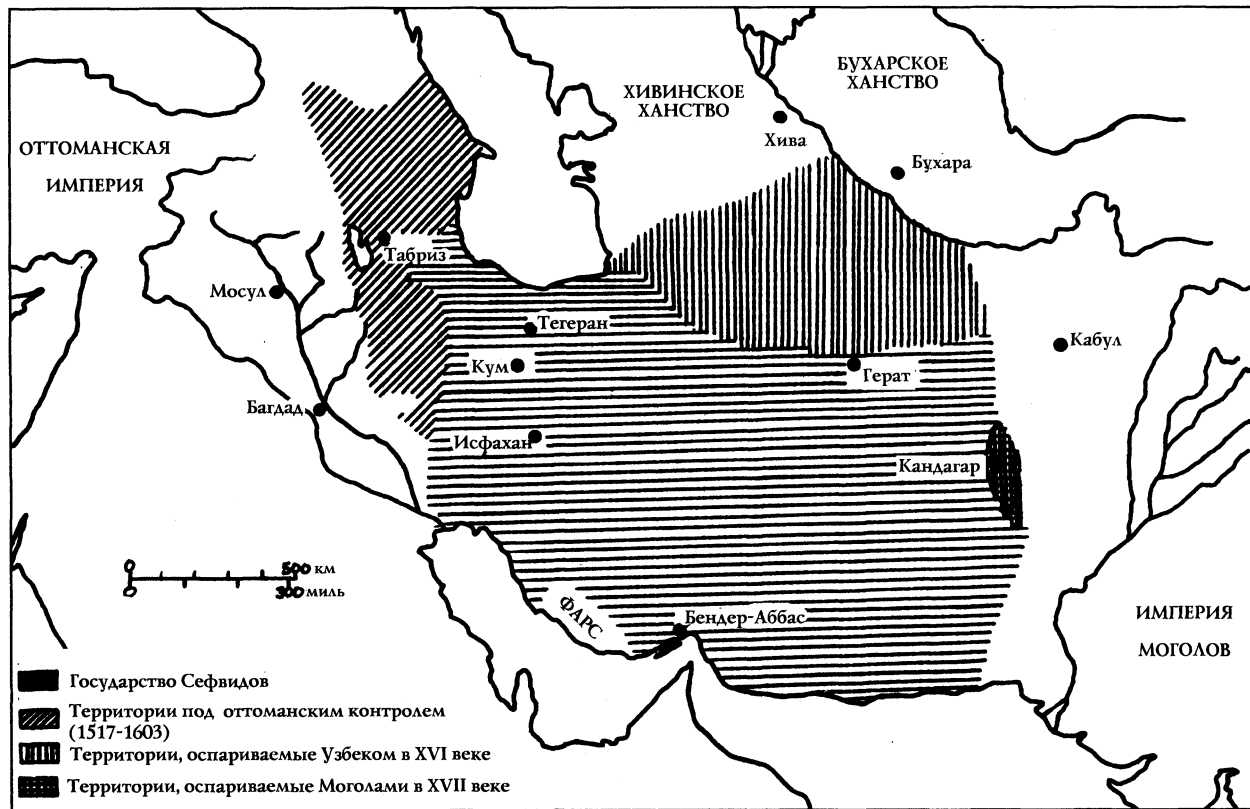 БУХАРСКОЕ
ХАНСТВО
ХИВИНСКОЕ
ХАНСТВО
Хива
Бухара
ОТТОМАНСКАЯ
ИМПЕРИЯ
Табриз
Мосул
Тегеран
Кабул
Кум
Герат
Багдад
Исфахан
Кандагар
0 500 км
0 300 миль
ФАРС
Бендер-Аббас
ИМПЕРИЯ
МОГОЛОВ
Государство Сефвидов
Территории под оттоманским контролем
(1517-1603)
Территории, оспариваемые Узбеком в XVI веке
Территории, оспариваемые Моголами в XVII веке